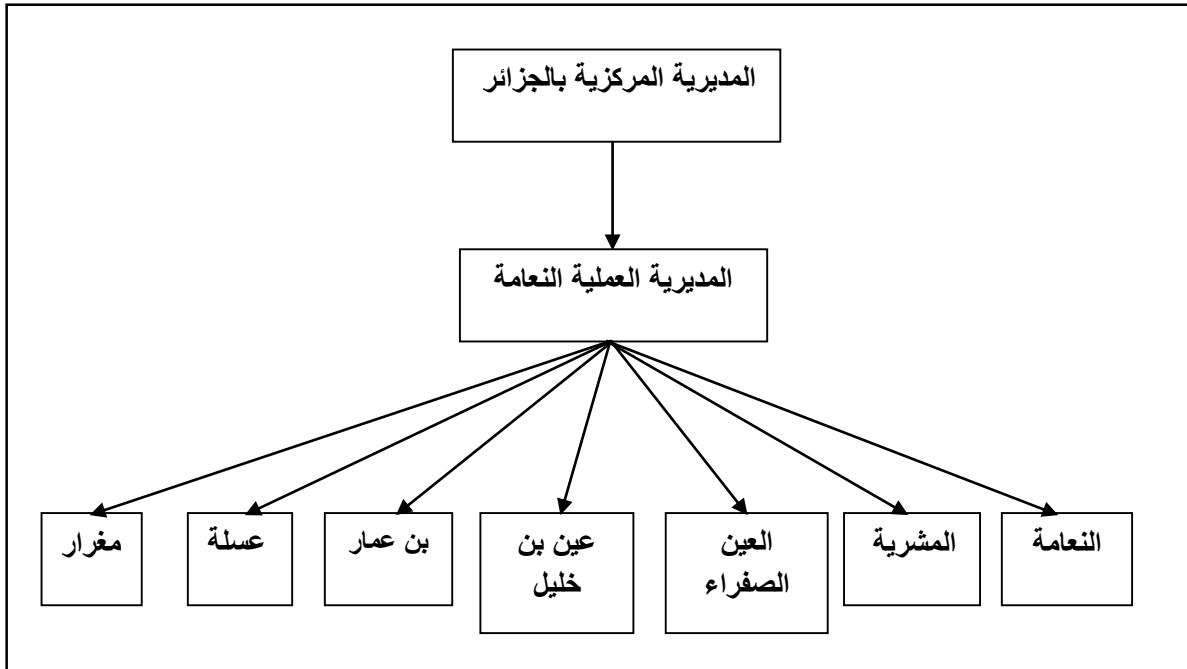 المديرية المركزية بالجزائر
المديرية العملية النعامة
النعامة
المشرية
العين
الصفراء
عين بن
خليل
بن عمار
عسلة
مغرار